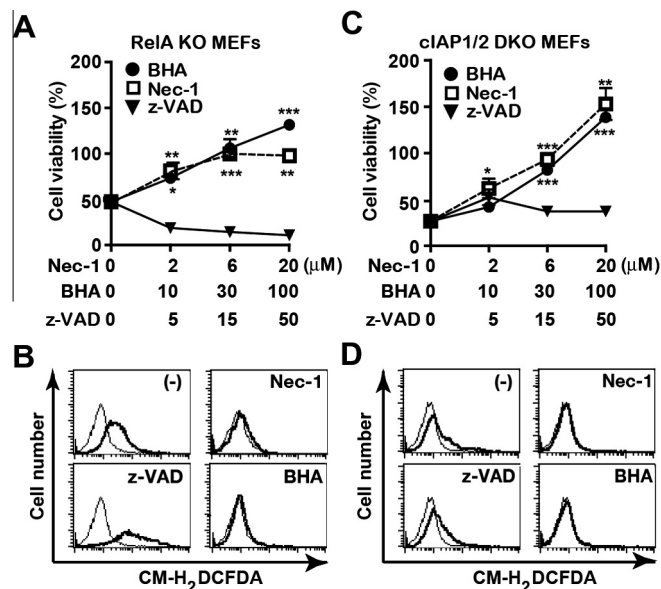 A
RelA KO MEFs
BHA
Nec-1
z-VAD
Cell viability (%)
200
150
100
50
0
***
**
**
*
***
**
Nec-1 0 2 6 20 (μM)
BHA 0 10 30 100
z-VAD 0 5 15 50
C
cIAP1/2 DKO MEFs
BHA
Nec-1
z-VAD
Cell viability (%)
200
150
100
50
0
**
***
*
***
***
Nec-1 0 2 6 20 (μM)
BHA 0 10 30 100
z-VAD 0 5 15 50
B
(-)
Nec-1
z-VAD
BHA
Cell number
CM-H2DCFDA
D
(-)
Nec-1
z-VAD
BHA
Cell number
CM-H2DCFDA